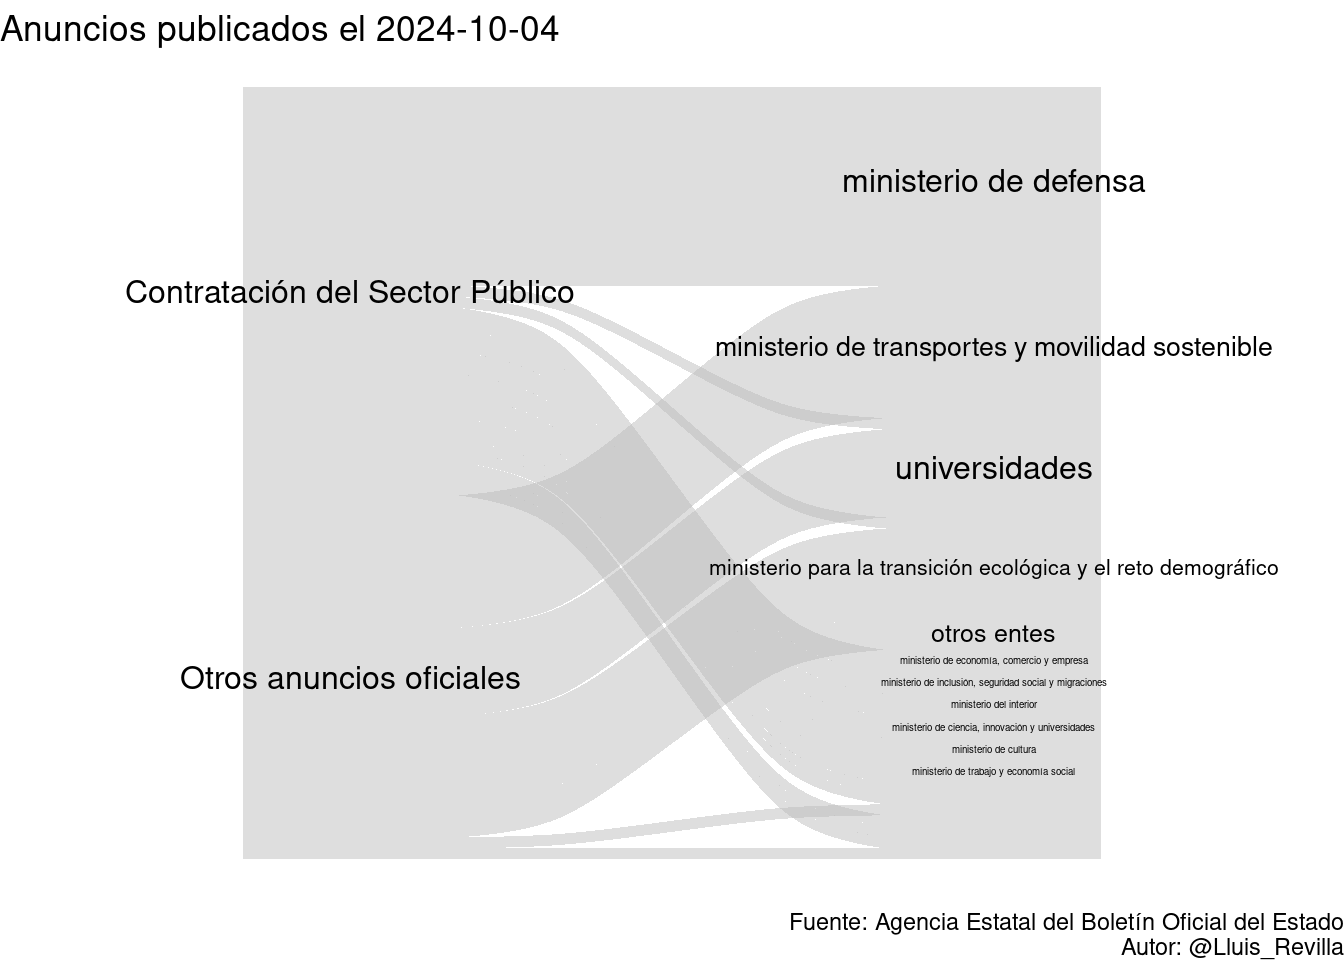 Anuncios publicados el 2024-10-04
ministerio de defensa
Contratación del Sector Público
ministerio de transportes y movilidad sostenible
universidades
ministerio para la transición ecológica y el reto demográfico
otros entes
ministerio de economía, comercio y empresa
Otros anuncios oficiales
ministerio de inclusión, seguridad social y migraciones
ministerio del interior
ministerio de ciencia, innovación y universidades
ministerio de cultura
ministerio de trabajo y economía social
Fuente: Agencia Estatal del Boletín Oficial del Estado
Autor: @Lluis_Revilla